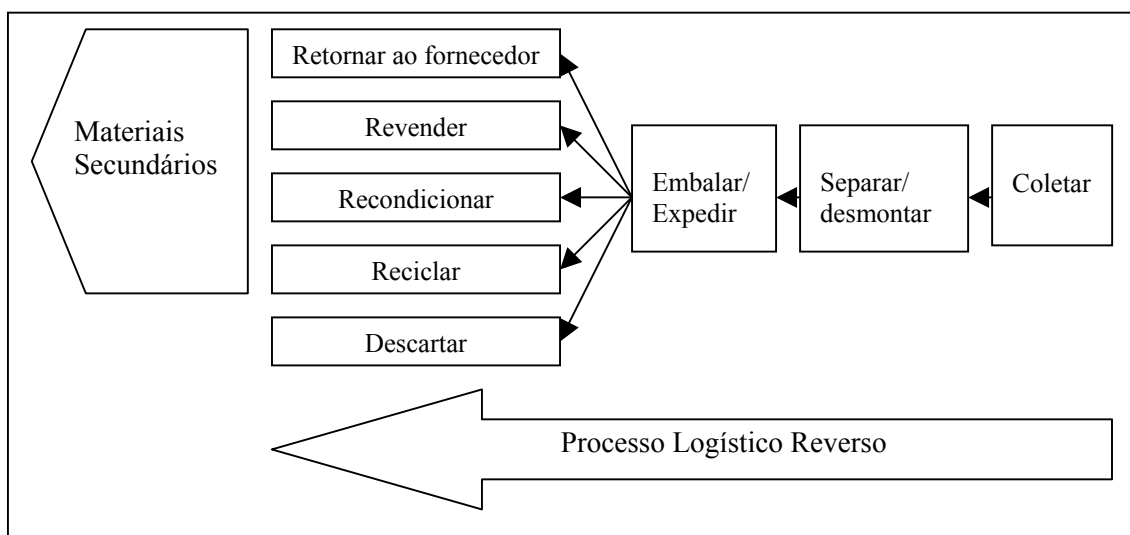 Materiais
Secundários
Retornar ao fornecedor
Revender
Recondicionar
Reciclar
Descartar
Embalar/
Expedir
Separar/
desmontar
Coletar
Processo Logístico Reverso